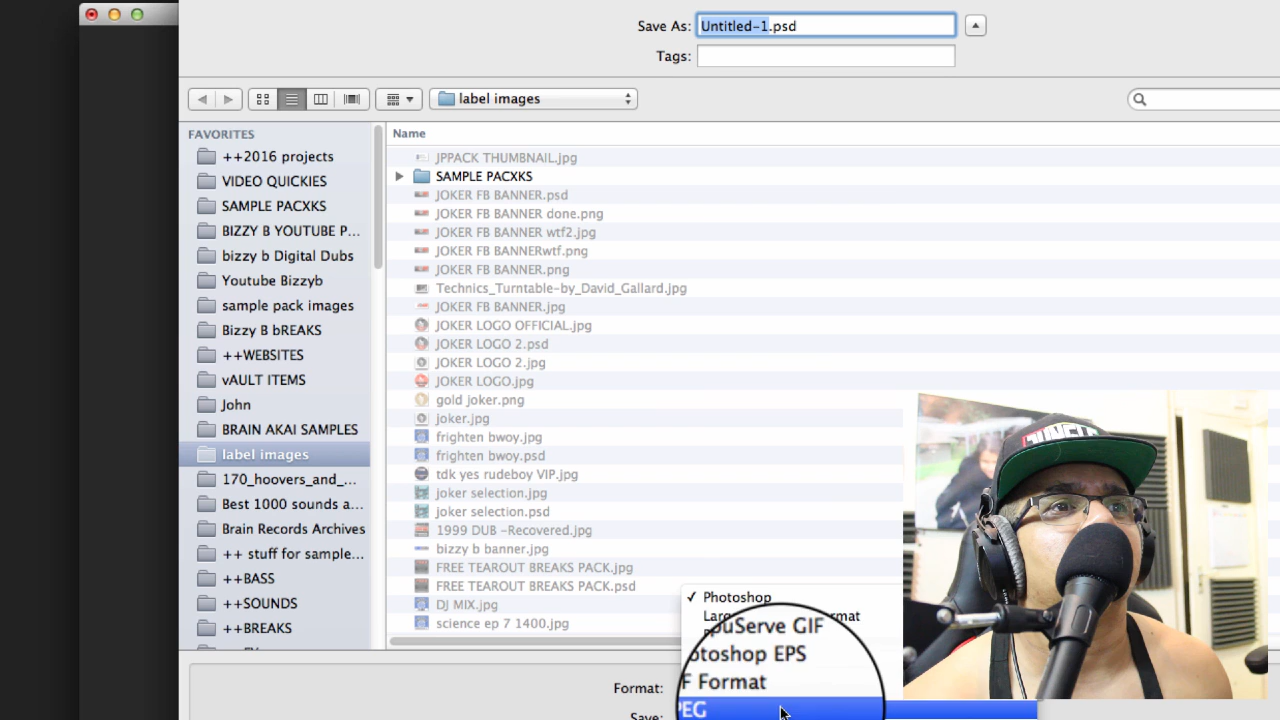 Save As: Untitled-1.psd
Tags:
label images
FAVORITES
++2016 projects
VIDEO QUICKIES
SAMPLE PACXKS
BIZZY B YOUTUBE P...
bizzy b Digital Dubs
Youtube Bizzyb
sample pack images
Bizzy B bREAKS
++WEBSITES
vAULT ITEMS
John
BRAIN AKAI SAMPLES
label images
170_hoovers_and_...
Best 1000 sounds a...
Brain Records Archives
++ stuff for sample...
++BASS
++SOUNDS
++BREAKS
Name
JPPACK THUMBNAIL.jpg
SAMPLE PACXKS
JOKER FB BANNER.psd
JOKER FB BANNER done.png
JOKER FB BANNER wtf2.jpg
JOKER FB BANNERwtf.png
JOKER FB BANNER.png
Technics_Turntable-by_David_Gallard.jpg
JOKER FB BANNER.jpg
JOKER LOGO OFFICIAL.jpg
JOKER LOGO 2.psd
JOKER LOGO 2.jpg
JOKER LOGO.jpg
gold joker.png
joker.jpg
frighten bwoy.jpg
frighten bwoy.psd
tdk yes rudeboy VIP.jpg
joker selection.jpg
joker selection.psd
1999 DUB -Recovered.jpg
bizzy b banner.jpg
FREE TEAROUT BREAKS PACK.jpg
FREE TEAROUT BREAKS PACK.psd
DJ MIX.jpg
science ep 7 1400.jpg
✓ Photoshop
puServe GIF
otoshop EPS
F Format
PEG
Format:
Save:
JUNGLE